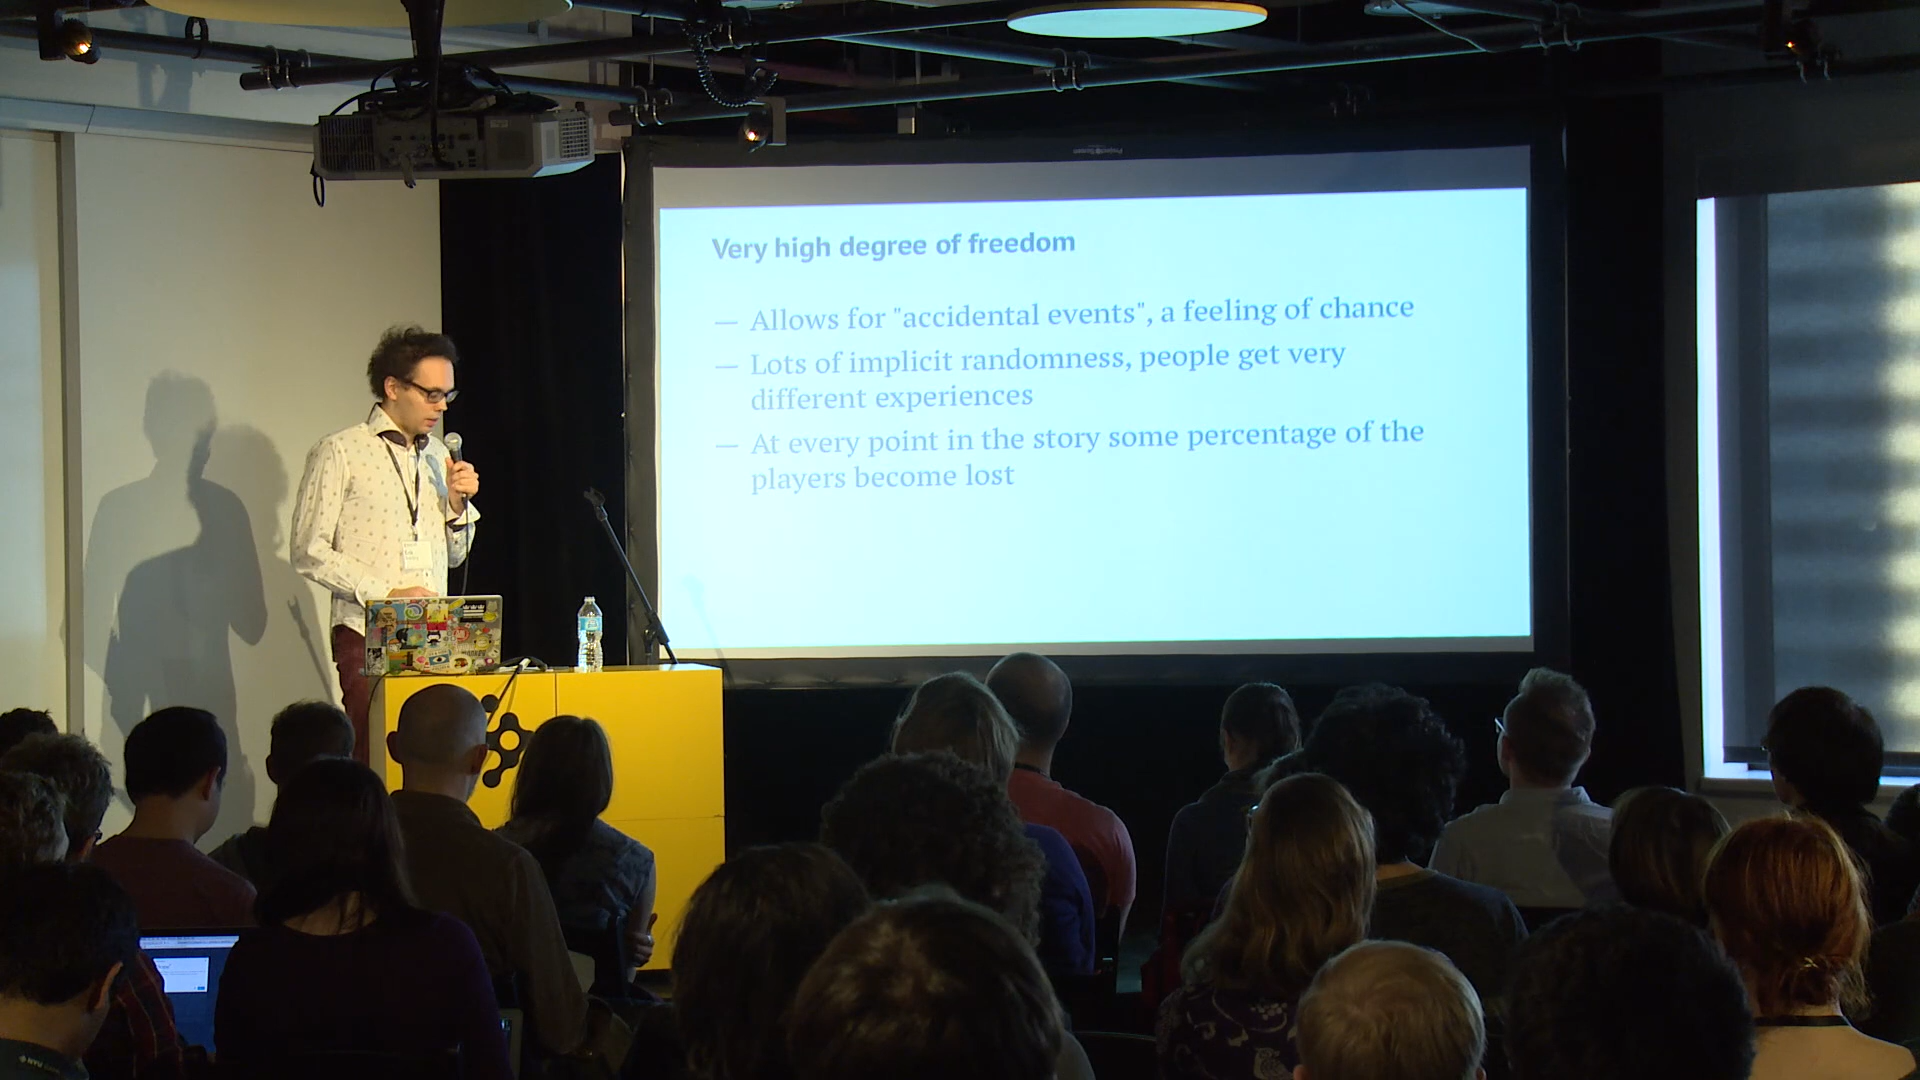 Very high degree of freedom
— Allows for "accidental events", a feeling of chance
— Lots of implicit randomness, people get very
different experiences
— At every point in the story some percentage of the
players become lost